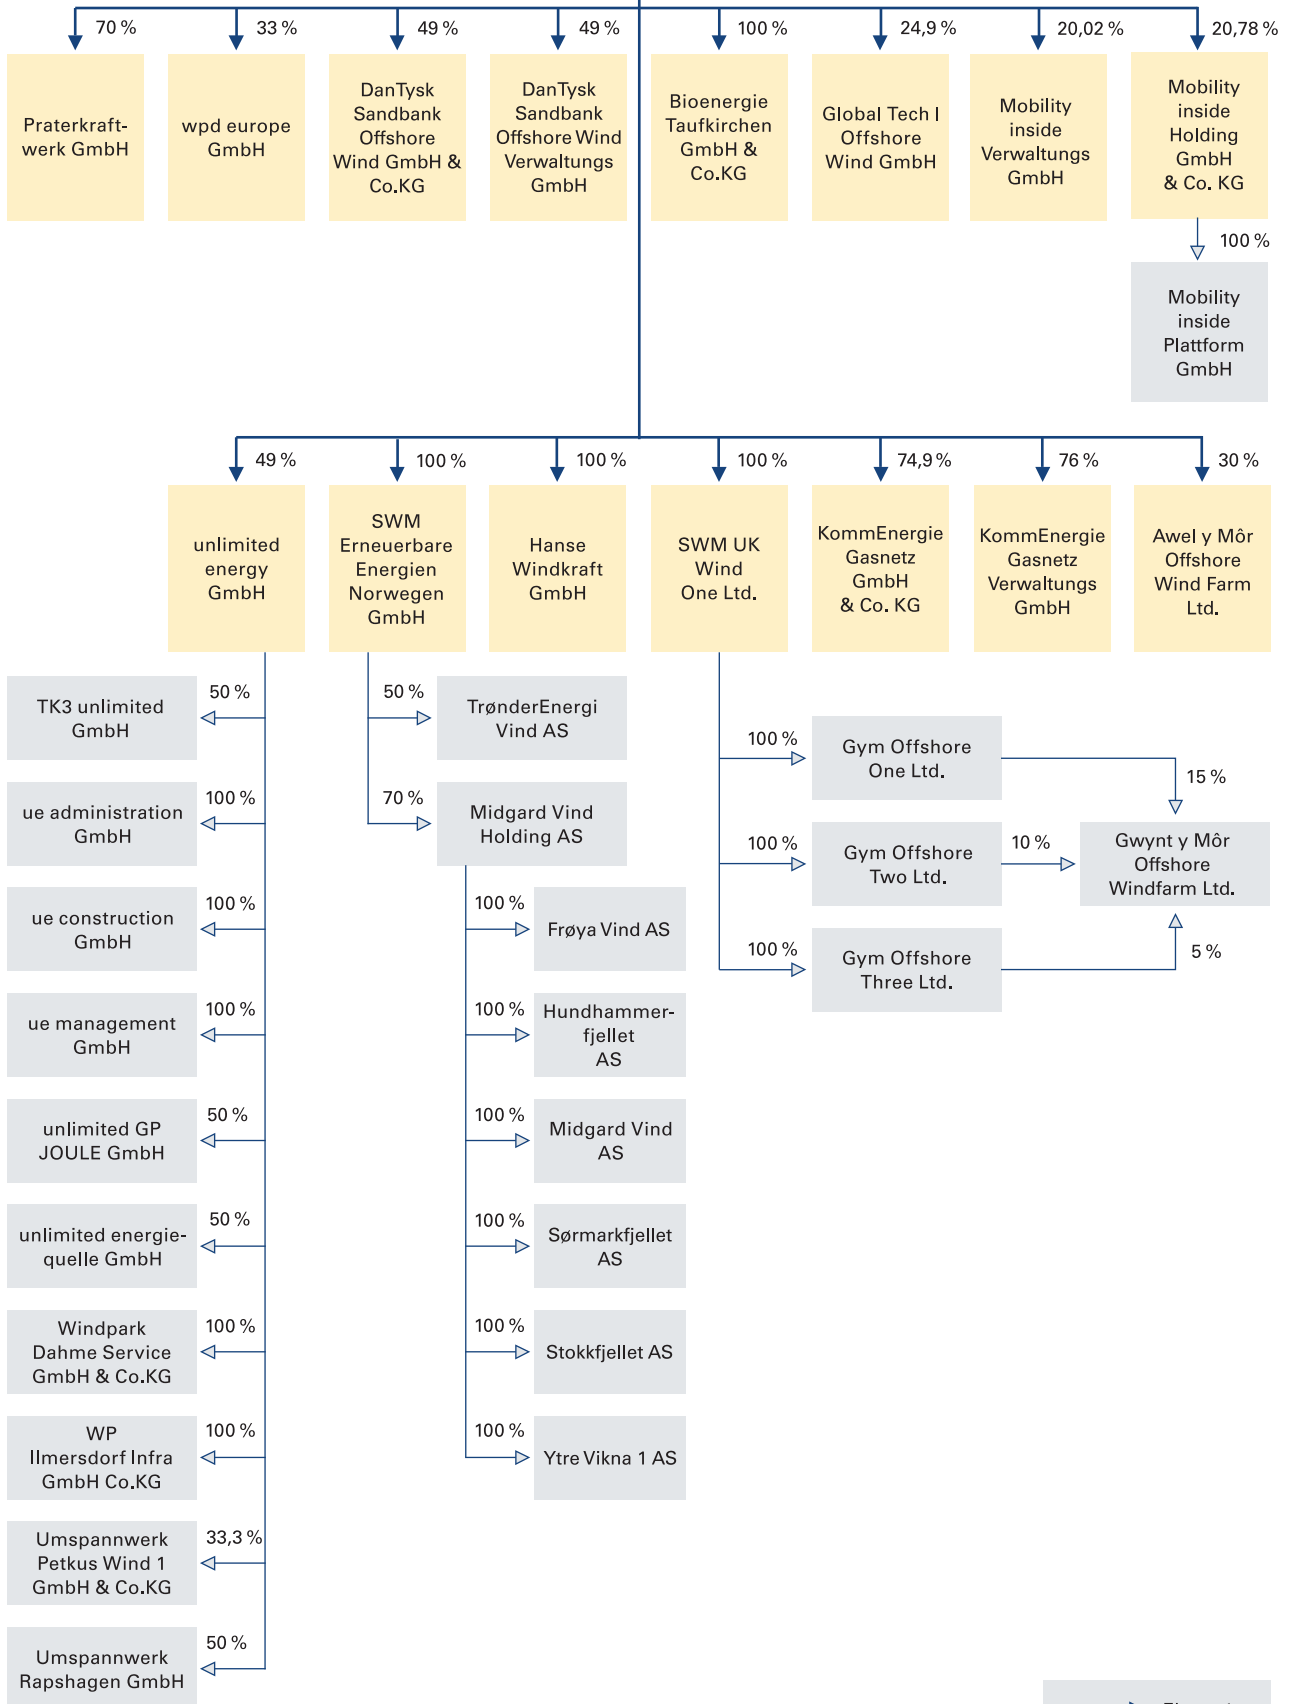 70 %
33 %
49 %
49 %
100 %
24,9 %
20,02 %
20,78 %
Praterkraft-
werk GmbH
wpd europe
GmbH
DanTysk
Sandbank
Offshore
Wind GmbH &
Co.KG
DanTysk
Sandbank
Offshore Wind
Verwaltungs
GmbH
Bioenergie
Taufkirchen
GmbH &
Co.KG
Global Tech I
Offshore
Wind GmbH
Mobility
inside
Verwaltungs
GmbH
Mobility
inside
Holding
GmbH
& Co. KG
100 %
Mobility
inside
Plattform
GmbH
49 %
100 %
100 %
100 %
74,9 %
76 %
30 %
unlimited
energy
GmbH
SWM
Erneuerbare
Energien
Norwegen
GmbH
Hanse
Windkraft
GmbH
SWM UK
Wind
One Ltd.
KommEnergie
Gasnetz
GmbH
& Co. KG
KommEnergie
Gasnetz
Verwaltungs
GmbH
Awel y Môr
Offshore
Wind Farm
Ltd.
50 %
TK3 unlimited
GmbH
100 %
ue administration
GmbH
100 %
ue construction
GmbH
100 %
ue management
GmbH
50 %
unlimited GP
JOULE GmbH
50 %
unlimited energie-
quelle GmbH
100 %
Windpark
Dahme Service
GmbH & Co.KG
100 %
WP
Ilmersdorf Infra
GmbH Co.KG
33,3 %
Umspannwerk
Petkus Wind 1
GmbH & Co.KG
50 %
Umspannwerk
Rapshagen GmbH
50 %
TrønderEnergi
Vind AS
70 %
Midgard Vind
Holding AS
100 %
Frøya Vind AS
100 %
Hundhammer-
fjellet
AS
100 %
Midgard Vind
AS
100 %
Sørmarkfjellet
AS
100 %
Stokkfjellet AS
100 %
Ytre Vikna 1 AS
100 %
Gym Offshore
One Ltd.
100 %
Gym Offshore
Two Ltd.
100 %
Gym Offshore
Three Ltd.
15 %
10 %
5 %
Gwynt y Môr
Offshore
Windfarm Ltd.